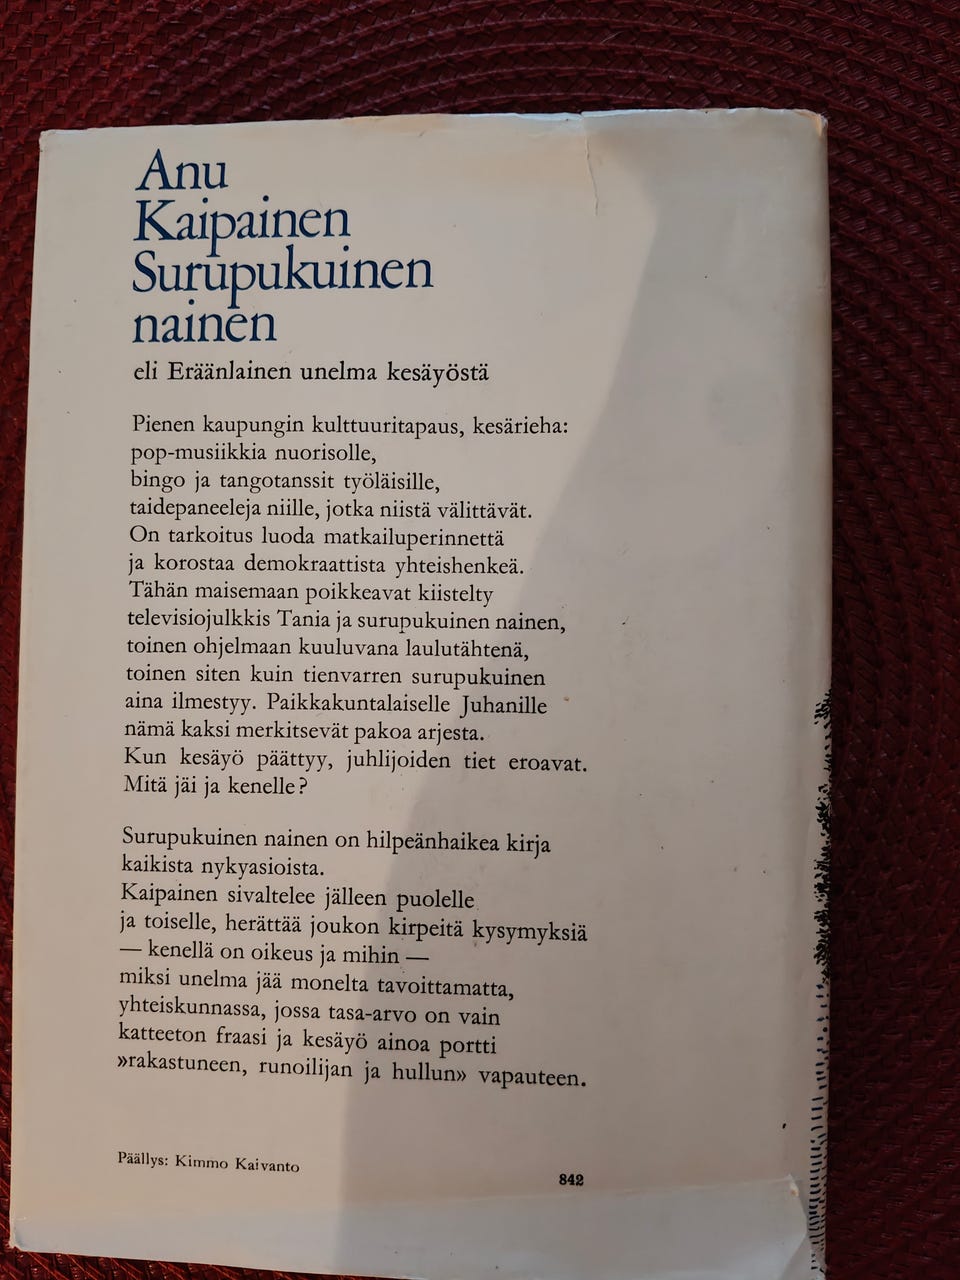 Anu
Kaipainen
Surupukuinen
nainen
eli Eräänlainen unelma kesäyöstä
Pienen kaupungin kulttuuritapaus, kesärieha:
pop-musiikkia nuorisolle,
bingo ja tangotanssit työläisille,
taidepaneeleja niille, jotka niistä välittävät.
On tarkoitus luoda matkailuperinnettä
ja korostaa demokraattista yhteishenkeä.
Tähän maisemaan poikkeavat kiistelty
televisiojulkkis Tania ja surupukuinen nainen,
toinen ohjelmaan kuuluvana laulutähtenä,
toinen siten kuin tienvarren surupukuinen
aina ilmestyy. Paikkakuntalaiselle Juhanille
nämä kaksi merkitsevät pakoa arjesta.
Kun kesäyö päättyy, juhlijoiden tiet eroavat.
Mitä jäi ja kenelle?
Surupukuinen nainen on hilpeänhaikea kirja
kaikista nykyasioista.
Kaipainen sivaltelee jälleen puolelle
ja toiselle, herättää joukon kirpeitä kysymyksiä
— kenellä on oikeus ja mihin —
miksi unelma jää monelta tavoittamatta,
yhteiskunnassa, jossa tasa-arvo on vain
katteeton fraasi ja kesäyö ainoa portti
»rakastuneen, runoilijan ja hullun» vapauteen.
Päällys: Kimmo Kaivanto
842